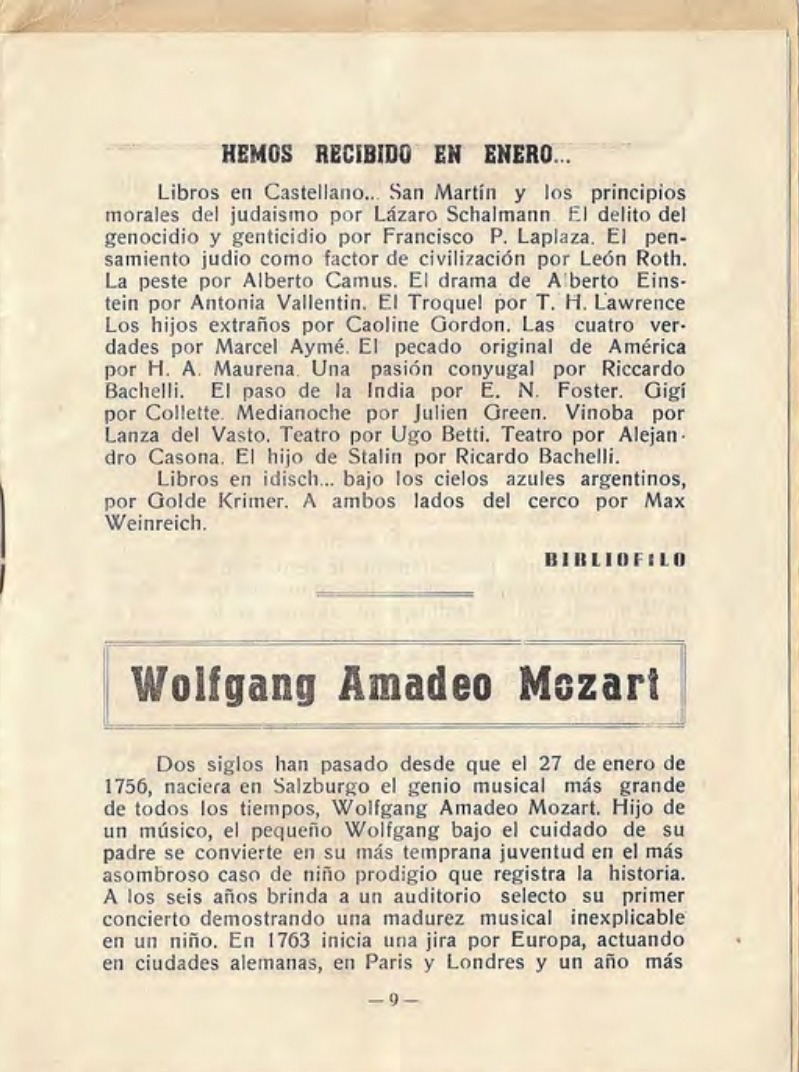 HEMOS RECIBIDO EN ENERO...
Libros en Castellano... San Martín y los principios
morales del judaismo por Lázaro Schalmann El delito del
genocidio y genticidio por Francisco P. Laplaza. El pen-
samiento judio como factor de civilización por León Roth.
La peste por Alberto Camus. El drama de A'berto Eins-
tein por Antonia Vallentin. El Troquel por T. H. Lawrence
Los hijos extraños por Caoline Gordon. Las cuatro ver-
dades por Marcel Aymé. El pecado original de América
por H. A. Maurena. Una pasión conyugal por Riccardo
Bachelli. El paso de la India por E. N. Foster. Gigí
por Collette. Medianoche por Julien Green. Vinoba por
Lanza del Vasto. Teatro por Ugo Betti. Teatro por Alejan-
dro Casona. El hijo de Stalin por Ricardo Bachelli.
Libros en idisch... bajo los cielos azules argentinos,
por Golde Krimer. A ambos lados del cerco por Max
Weinreich.
BIBLIOFILO
Wolfgang Amadeo Mozart
Dos siglos han pasado desde que el 27 de enero de
1756, naciera en Salzburgo el genio musical más grande
de todos los tiempos, Wolfgang Amadeo Mozart. Hijo de
un músico, el pequeño Wolfgang bajo el cuidado de su
padre se convierte en su más temprana juventud en el más
asombroso caso de niño prodigio que registra la historia.
A los seis años brinda a un auditorio selecto su primer
concierto demostrando una madurez musical inexplicable
en un niño. En 1763 inicia una jira por Europa, actuando
en ciudades alemanas, en Paris y Londres y un año más
— 9 —